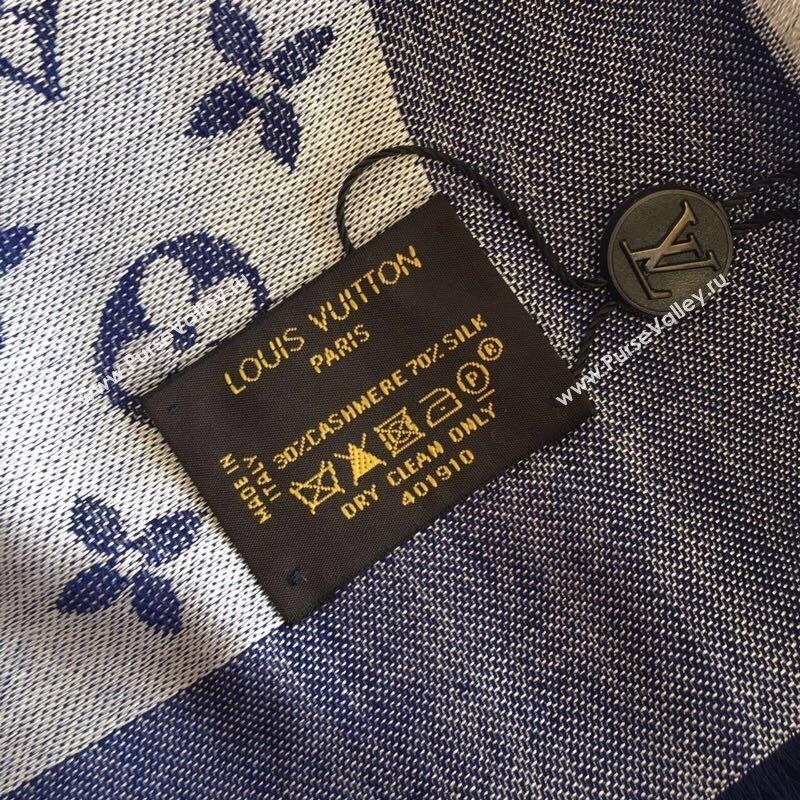 LOUIS VUITTON
PARIS
MADE IN
ITALY
30%CASHMERE 70% SILK
P ®
DRY CLEAN ONLY
401910
LV
www.PurseValley.ru
www.PurseValley.ru